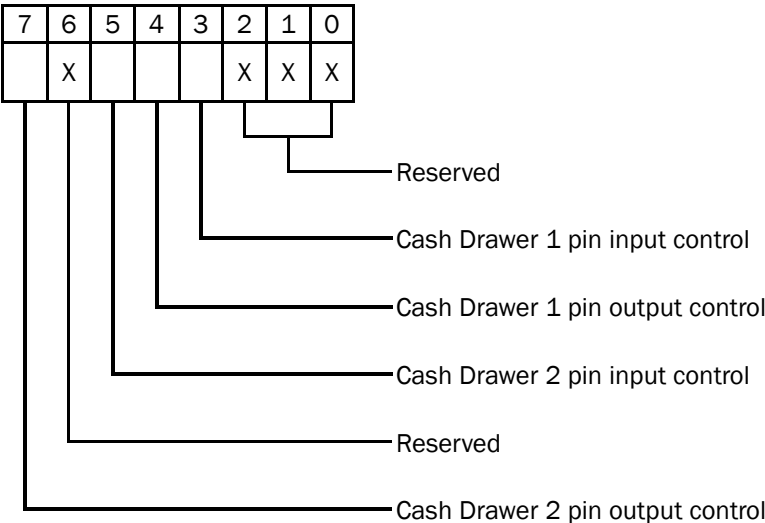 7 6 5 4 3 2 1 0
X X X X
Reserved
Cash Drawer 1 pin input control
Cash Drawer 1 pin output control
Cash Drawer 2 pin input control
Reserved
Cash Drawer 2 pin output control